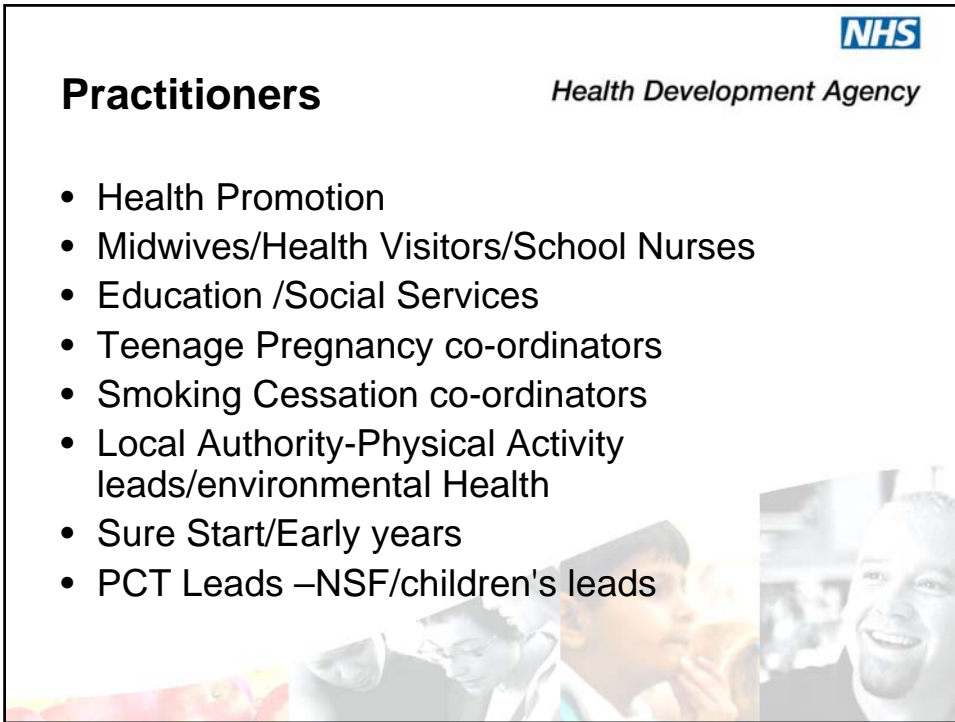 NHS
Practitioners
Health Development Agency
• Health Promotion
• Midwives/Health Visitors/School Nurses
• Education /Social Services
• Teenage Pregnancy co-ordinators
• Smoking Cessation co-ordinators
• Local Authority-Physical Activity
leads/environmental Health
• Sure Start/Early years
• PCT Leads –NSF/children's leads